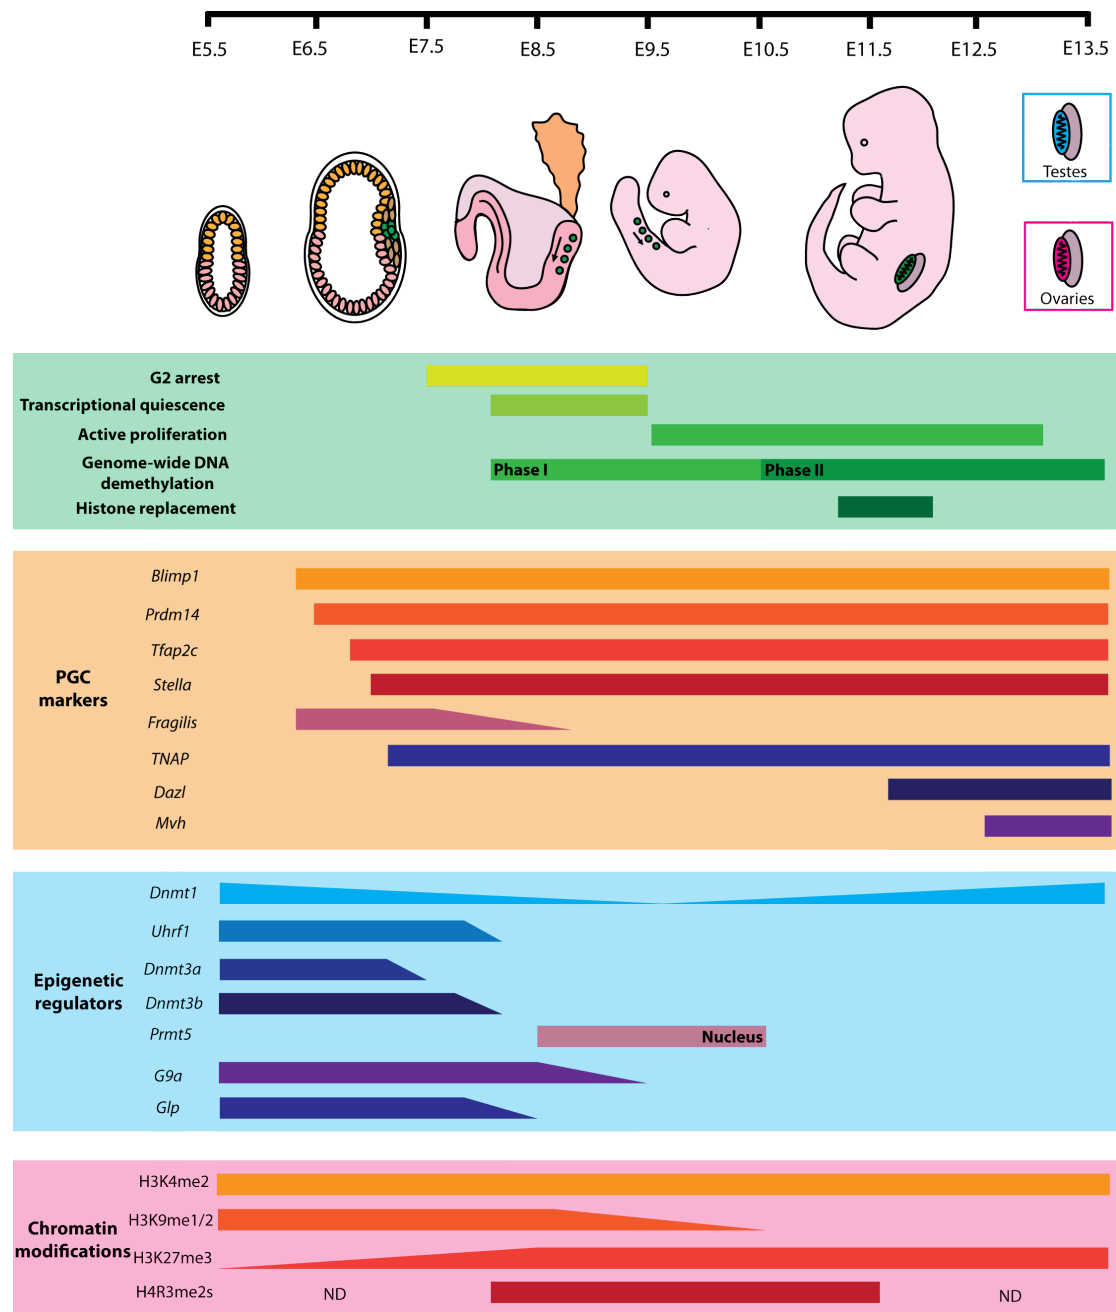 E5.5 E6.5 E7.5 E8.5 E9.5 E10.5 E11.5 E12.5 E13.5
Testes
Ovaries
G2 arrest
Transcriptional quiescence
Active proliferation
Genome-wide DNA
demethylation
Phase I Phase II
Histone replacement
PGC
markers
Blimp1
Prdm14
Tfap2c
Stella
Fragilis
TNAP
Dazl
Mvh
Epigenetic
regulators
Dnmt1
Uhrf1
Dnmt3a
Dnmt3b
Prmt5 Nucleus
G9a
Glp
Chromatin
modifications
H3K4me2
H3K9me1/2
H3K27me3
H4R3me2s ND ND